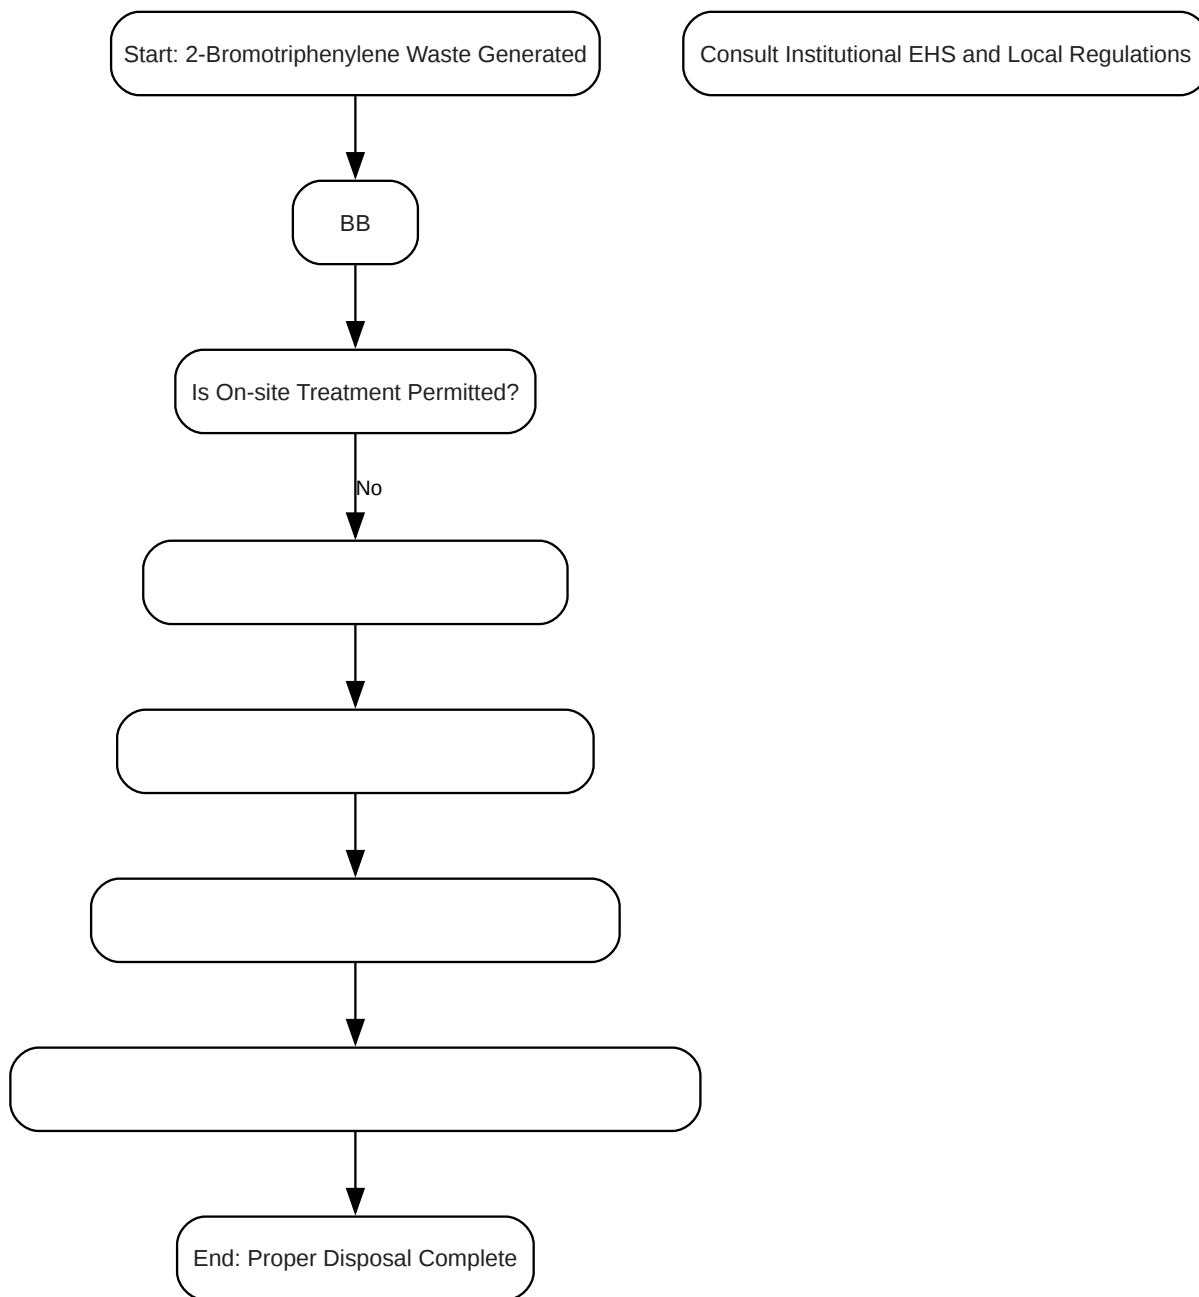 Start: 2-Bromotriphenylene Waste Generated
Consult Institutional EHS and Local Regulations
BB
Is On-site Treatment Permitted?
No
End: Proper Disposal Complete